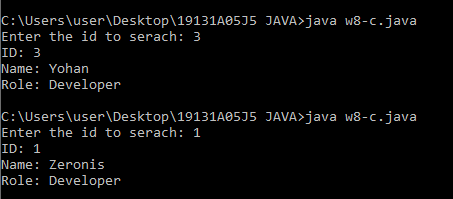 C:\Users\user\Desktop\19131A05J5 JAVA>java w8-c.java
Enter the id to serach: 3
ID: 3
Name: Yohan
Role: Developer
C:\Users\user\Desktop\19131A05J5 JAVA>java w8-c.java
Enter the id to serach: 1
ID: 1
Name: Zeronis
Role: Developer